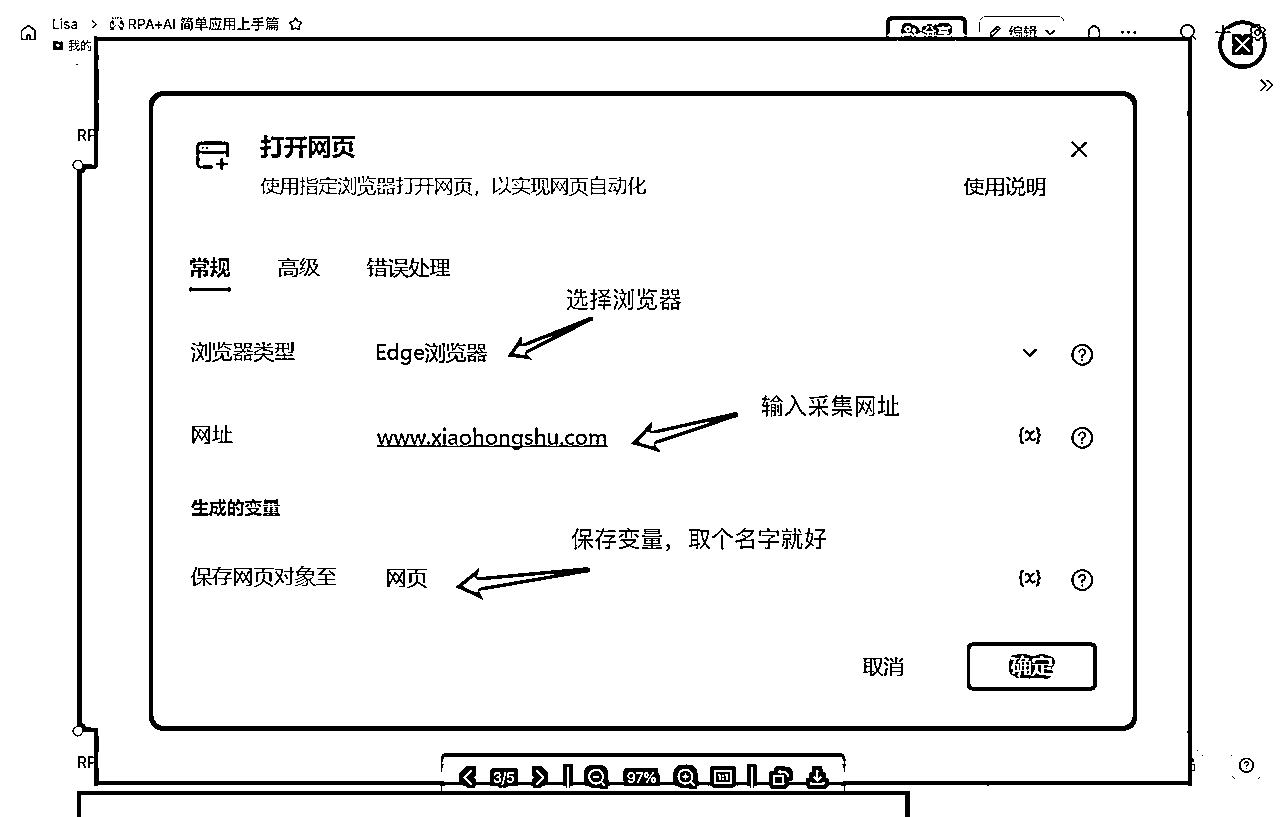 Lisa > RPA+AI 简单应用上手篇
我的
分享
编辑
RP
打开网页
使用指定浏览器打开网页，以实现网页自动化
使用说明
常规 高级 错误处理
选择浏览器
浏览器类型 Edge浏览器
输入采集网址
网址 www.xiaohongshu.com {x}
生成的变量
保存变量，取个名字就好
保存网页对象至 网页 {x}
取消 确定
RP
3/5 97% 1:1